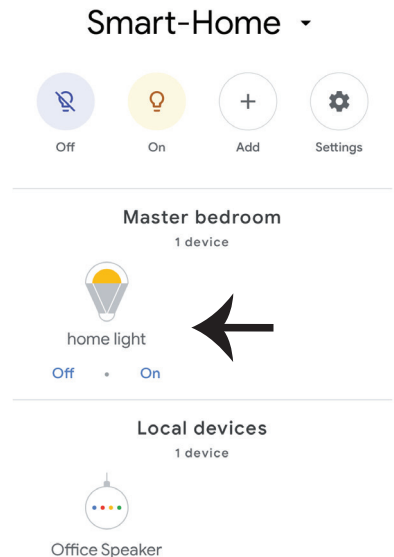 Smart-Home
Off On Add Settings
Master bedroom
1 device
home light
Off • On
Local devices
1 device
Office Speaker